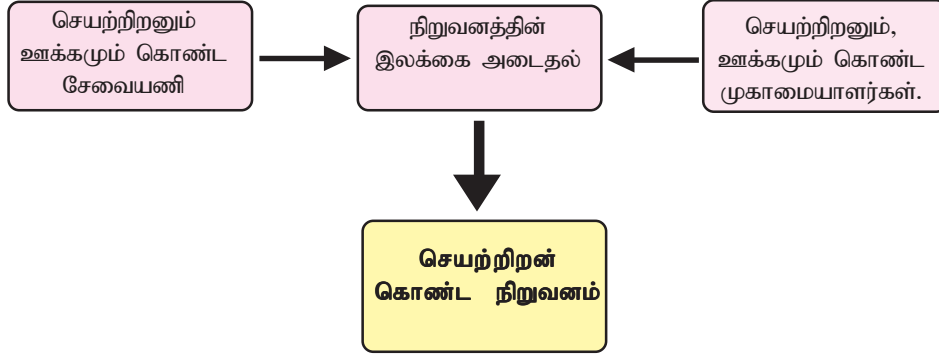 செயற்றிறனும்
ஊக்கமும் கொண்ட
சேவையணி
நிறுவனத்தின்
இலக்கை அடைதல்
செயற்றிறனும்,
ஊக்கமும் கொண்ட
முகாமையாளர்கள்.
செயற்றிறன்
கொண்ட நிறுவனம்